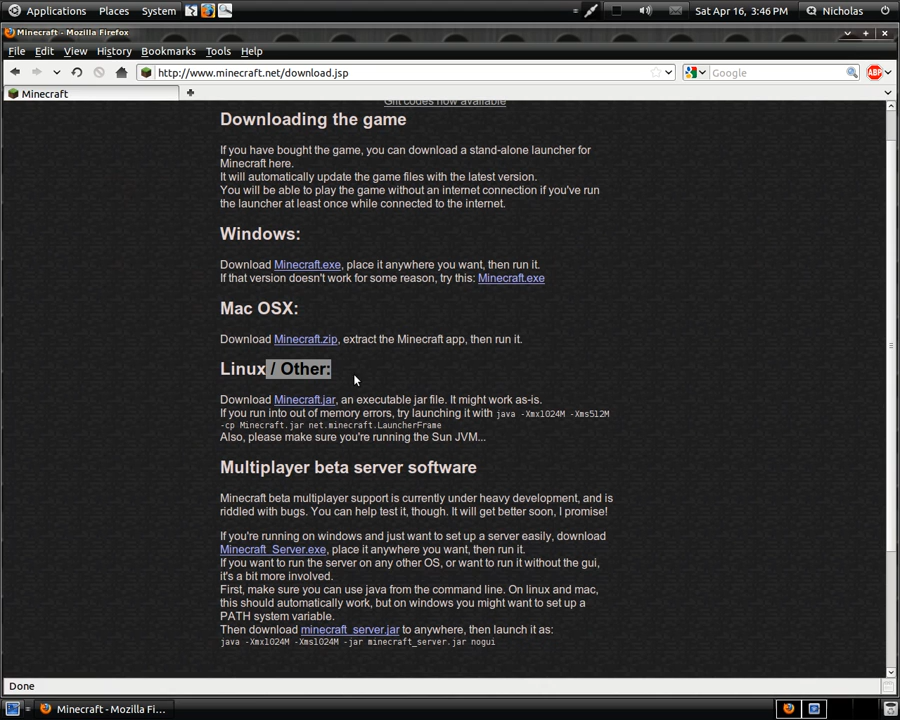 Applications Places System Sat Apr 16, 3:46 PM Nicholas
Minecraft - Mozilla Firefox
File Edit View History Bookmarks Tools Help
http://www.minecraft.net/download.jsp Google ABP
Minecraft
Gift codes now available
Downloading the game
If you have bought the game, you can download a stand-alone launcher for
Minecraft here.
It will automatically update the game files with the latest version.
You will be able to play the game without an internet connection if you've run
the launcher at least once while connected to the internet.
Windows:
Download Minecraft.exe, place it anywhere you want, then run it.
If that version doesn't work for some reason, try this: Minecraft.exe
Mac OSX:
Download Minecraft.zip, extract the Minecraft app, then run it.
Linux / Other:
Download Minecraft.jar, an executable jar file. It might work as-is.
If you run into out of memory errors, try launching it with java -Xmx1024M -Xms512M
-cp Minecraft.jar net.minecraft.LauncherFrame
Also, please make sure you're running the Sun JVM...
Multiplayer beta server software
Minecraft beta multiplayer support is currently under heavy development, and is
riddled with bugs. You can help test it, though. It will get better soon, I promise!
If you're running on windows and just want to set up a server easily, download
Minecraft_Server.exe, place it anywhere you want, then run it.
If you want to run the server on any other OS, or want to run it without the gui,
it's a bit more involved.
First, make sure you can use java from the command line. On linux and mac,
this should automatically work, but on windows you might want to set up a
PATH system variable.
Then download minecraft_server.jar to anywhere, then launch it as:
java -Xmx1024M -Xms1024M -jar minecraft_server.jar nogui
Done
Minecraft - Mozilla Fi...